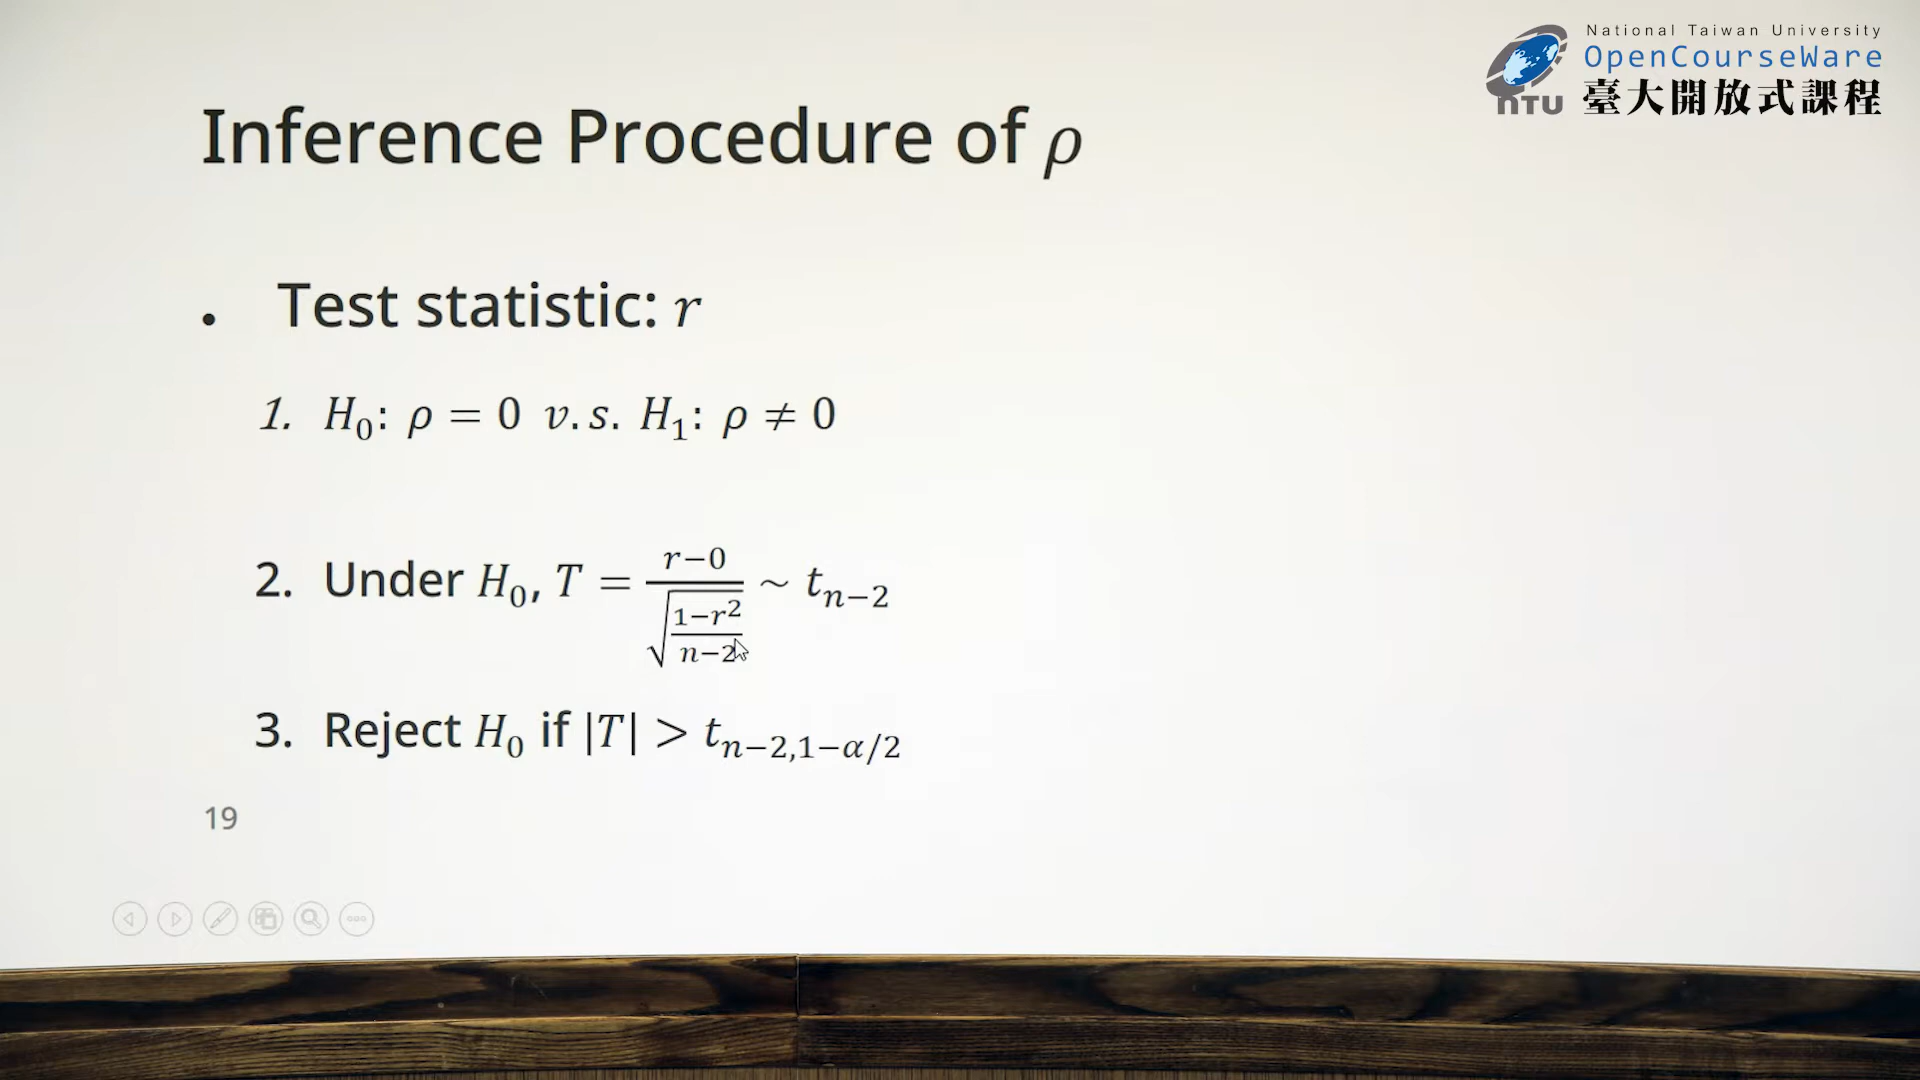 National Taiwan University
OpenCourseWare
臺大開放式課程
NTU
Inference Procedure of ρ
• Test statistic: r
1. H₀: ρ = 0 v.s. H₁: ρ ≠ 0
2. Under H₀, T = (r−0)/√((1−r²)/(n−2)) ~ tₙ₋₂
3. Reject H₀ if |T| > t_{n−2,1−α/2}
19